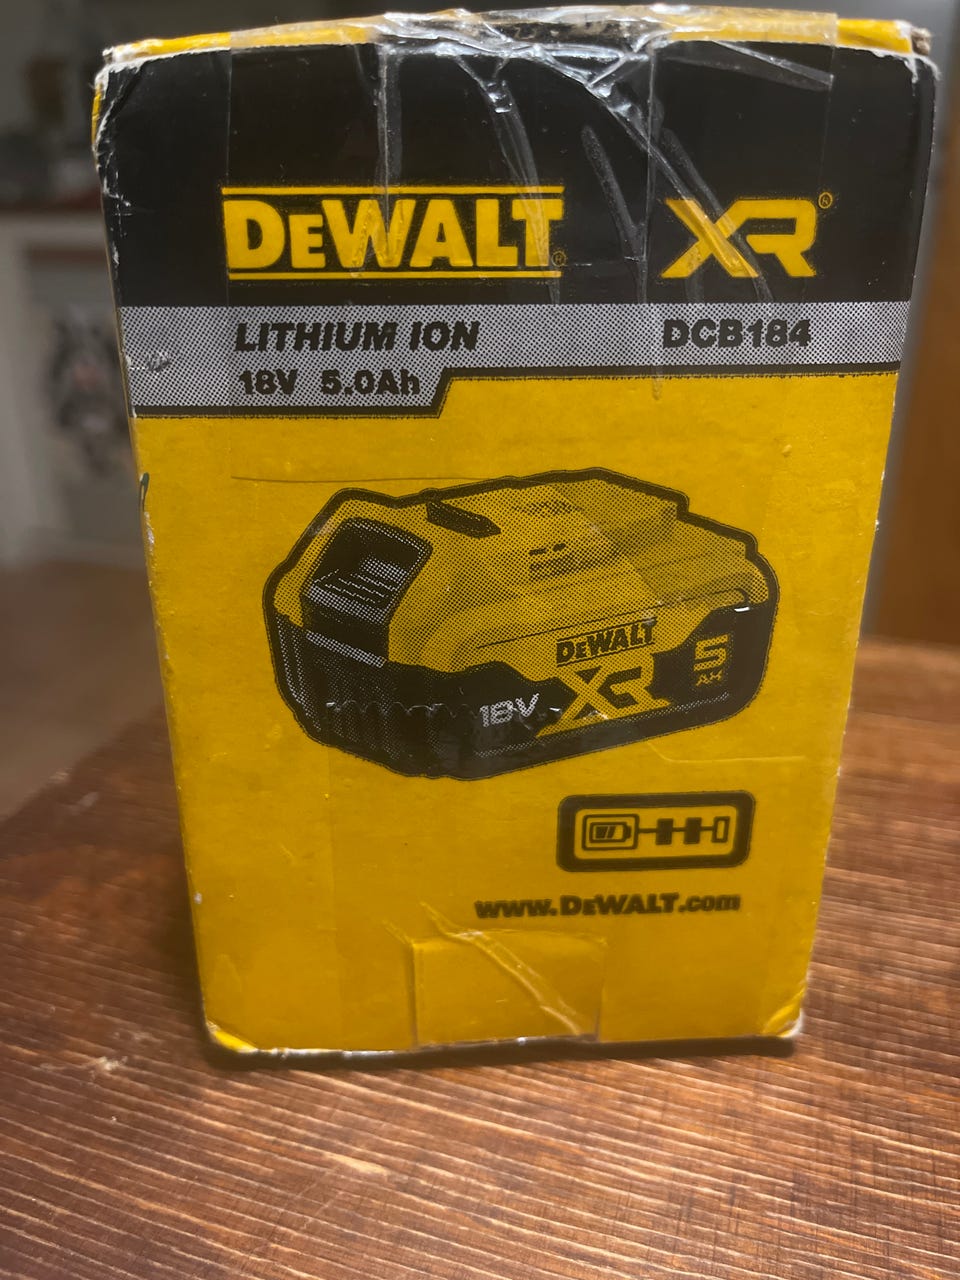 DEWALT® XR®
LITHIUM ION DCB184
18V 5.0Ah
DEWALT
XR
5
AH
18V
www.DEWALT.com